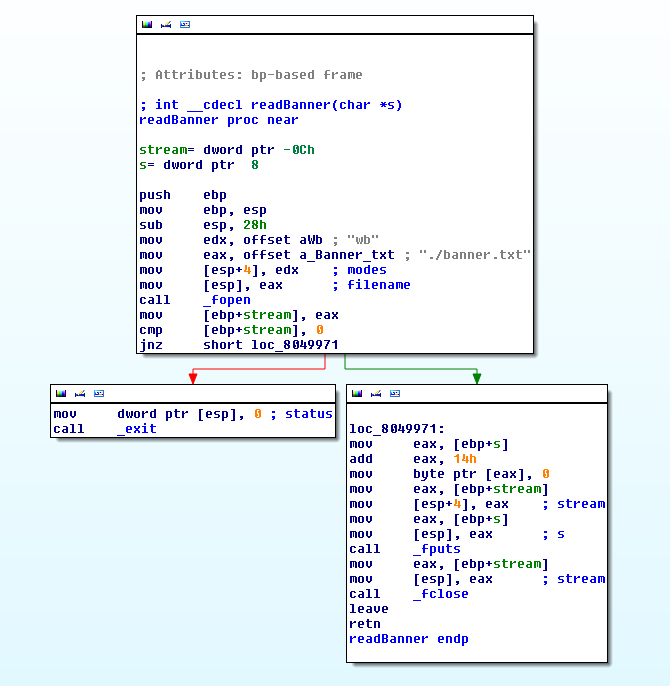 ; Attributes: bp-based frame
; int __cdecl readBanner(char *s)
readBanner proc near
stream= dword ptr -0Ch
s= dword ptr  8
push    ebp
mov     ebp, esp
sub     esp, 28h
mov     edx, offset aWb ; "wb"
mov     eax, offset a_Banner_txt ; "./banner.txt"
mov     [esp+4], edx    ; modes
mov     [esp], eax      ; filename
call    _fopen
mov     [ebp+stream], eax
cmp     [ebp+stream], 0
jnz     short loc_8049971
mov     dword ptr [esp], 0 ; status
call    _exit
loc_8049971:
mov     eax, [ebp+s]
add     eax, 14h
mov     byte ptr [eax], 0
mov     eax, [ebp+stream]
mov     [esp+4], eax    ; stream
mov     eax, [ebp+s]
mov     [esp], eax      ; s
call    _fputs
mov     eax, [ebp+stream]
mov     [esp], eax      ; stream
call    _fclose
leave
retn
readBanner endp